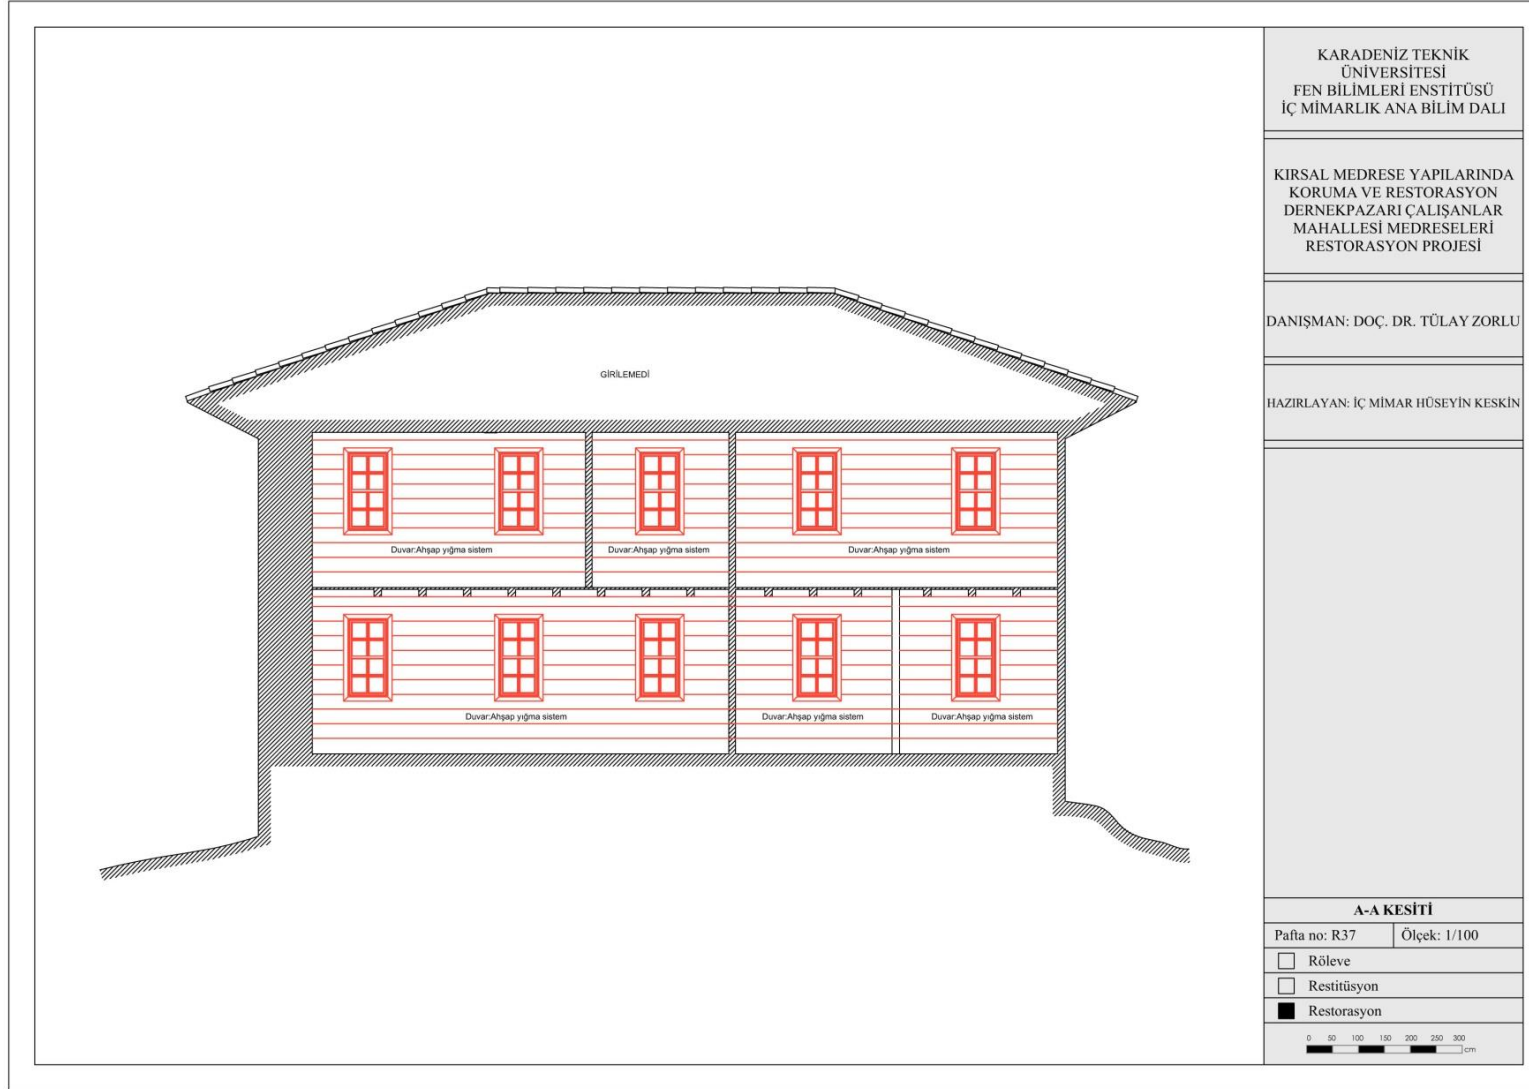 KARADENİZ TEKNİK
ÜNİVERSİTESİ
FEN BİLİMLERİ ENSTİTÜSÜ
İÇ MİMARLIK ANA BİLİM DALI
KIRSAL MEDRESE YAPILARINDA
KORUMA VE RESTORASYON
DERNEKPAZARI ÇALIŞANLAR
MAHALLESİ MEDRESELERİ
RESTORASYON PROJESİ
DANIŞMAN: DOÇ. DR. TÜLAY ZORLU
HAZIRLAYAN: İÇ MİMAR HÜSEYİN KESKİN
GİRİLEMEDİ
Duvar:Ahşap yığma sistem
Duvar:Ahşap yığma sistem
Duvar:Ahşap yığma sistem
Duvar:Ahşap yığma sistem
Duvar:Ahşap yığma sistem
Duvar:Ahşap yığma sistem
A-A KESİTİ
Pafta no: R37
Ölçek: 1/100
Röleve
Restitüsyon
Restorasyon
0 50 100 150 200 250 300
cm